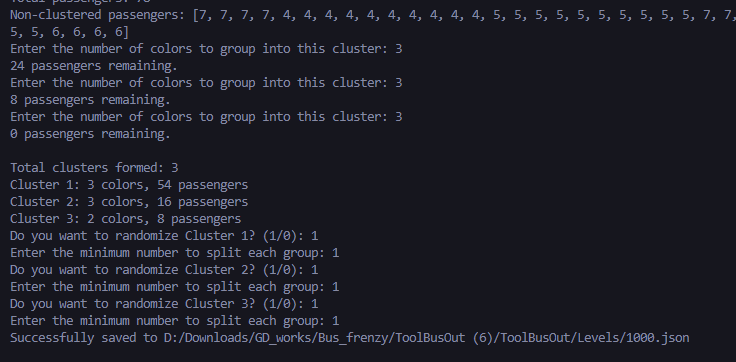 Total passengers: 78
Non-clustered passengers: [7, 7, 7, 7, 4, 4, 4, 4, 4, 4, 4, 4, 4, 4, 5, 5, 5, 5, 5, 5, 5, 5, 5, 5, 7, 7,
5, 5, 6, 6, 6, 6]
Enter the number of colors to group into this cluster: 3
24 passengers remaining.
Enter the number of colors to group into this cluster: 3
8 passengers remaining.
Enter the number of colors to group into this cluster: 3
0 passengers remaining.
Total clusters formed: 3
Cluster 1: 3 colors, 54 passengers
Cluster 2: 3 colors, 16 passengers
Cluster 3: 2 colors, 8 passengers
Do you want to randomize Cluster 1? (1/0): 1
Enter the minimum number to split each group: 1
Do you want to randomize Cluster 2? (1/0): 1
Enter the minimum number to split each group: 1
Do you want to randomize Cluster 3? (1/0): 1
Enter the minimum number to split each group: 1
Successfully saved to D:/Downloads/GD_works/Bus_frenzy/ToolBusOut (6)/ToolBusOut/Levels/1000.json